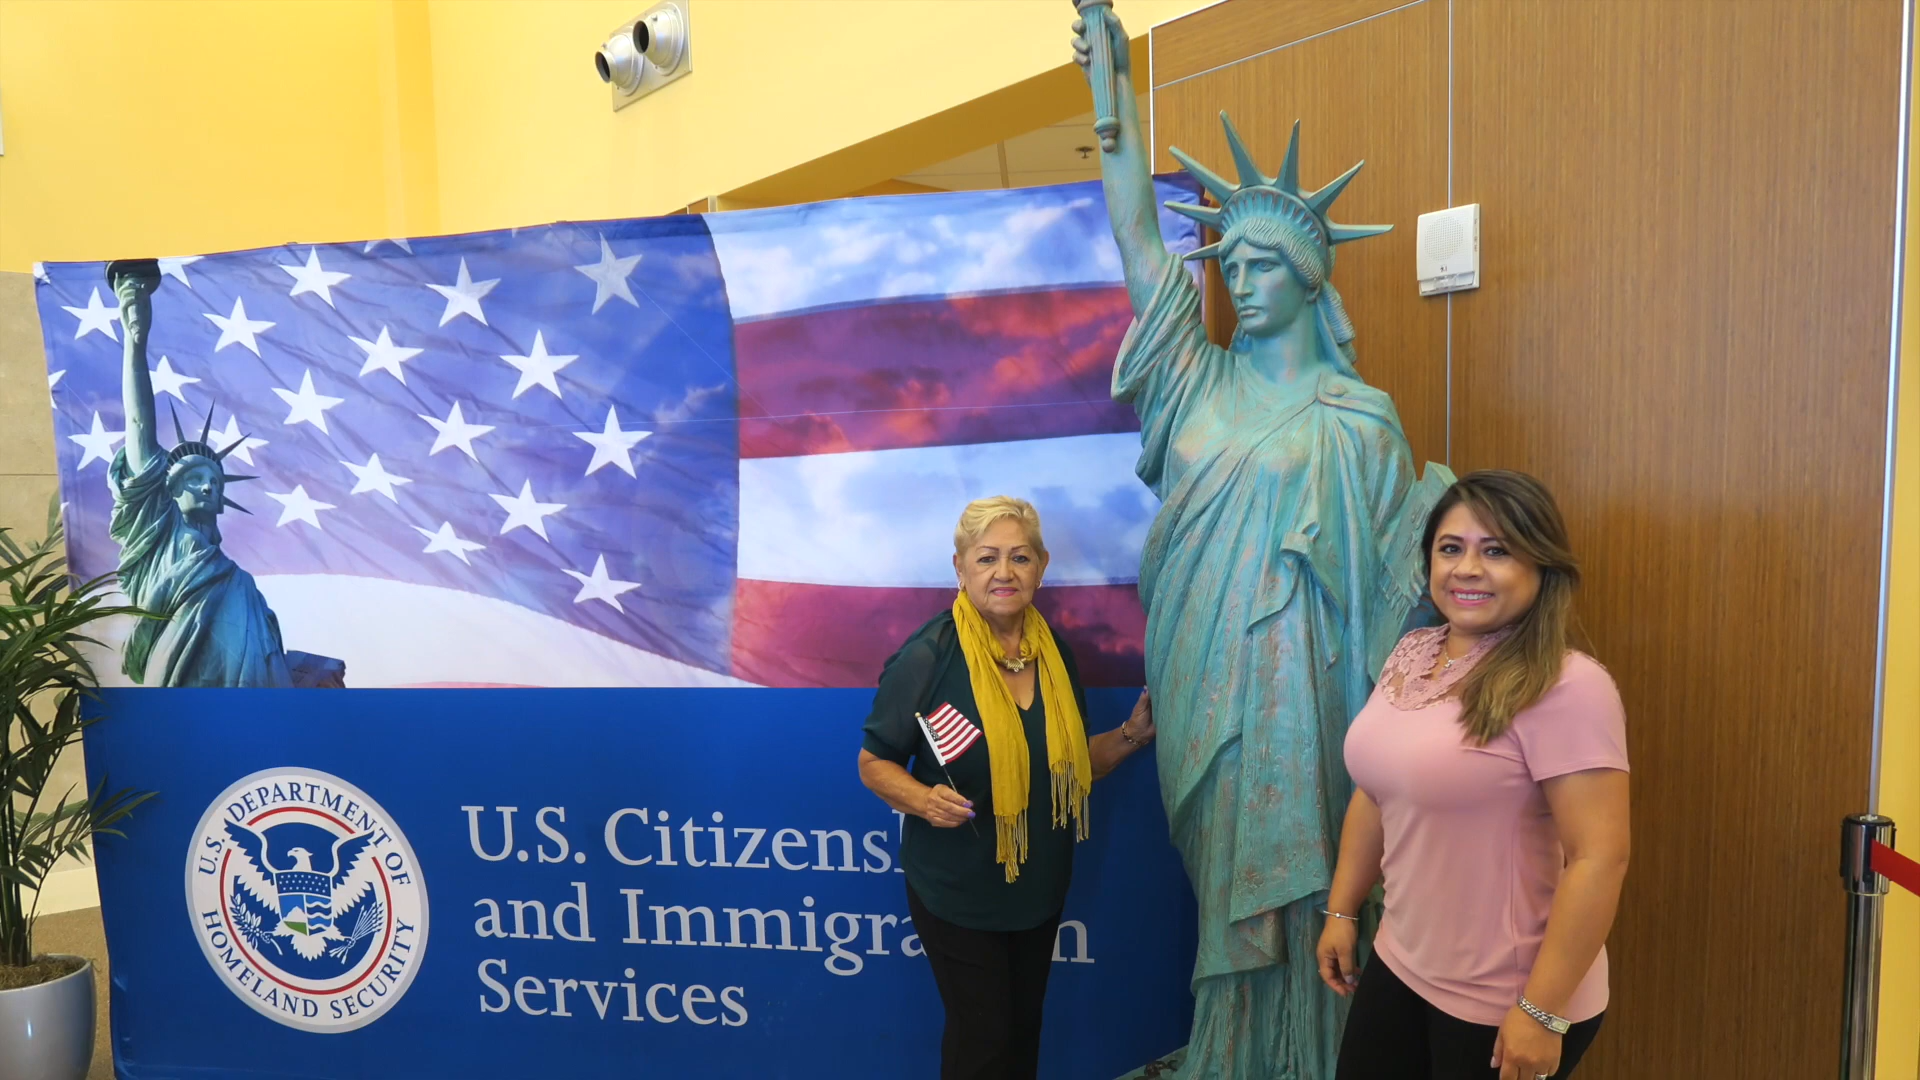 U.S. DEPARTMENT OF
HOMELAND SECURITY
U.S. Citizens
and Immigra n
Services